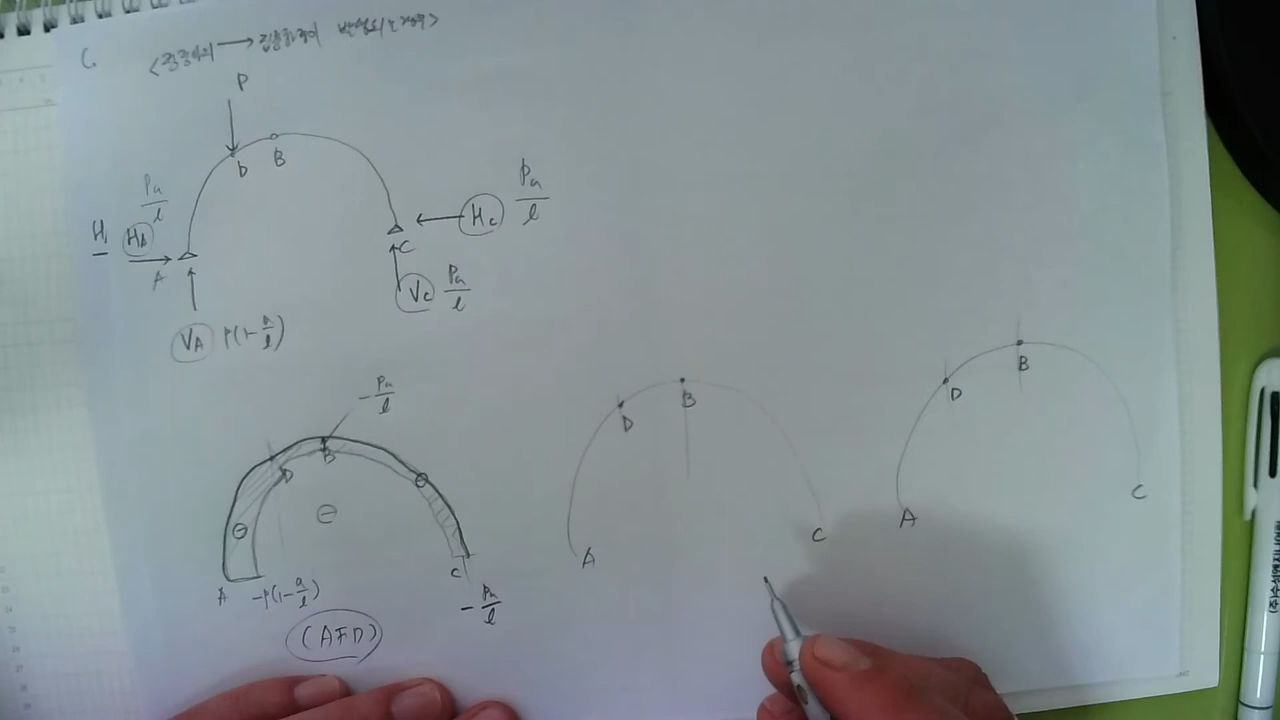 C.
P
D B
Pa/l
H
HA
A
VA P(1-a/l)
C
HC Pa/l
VC Pa/l
-Pa/l
D B
⊖
⊖
⊖
A -P(1-a/l)
C
-Pa/l
(AFD)
D B
A C
D B
A C